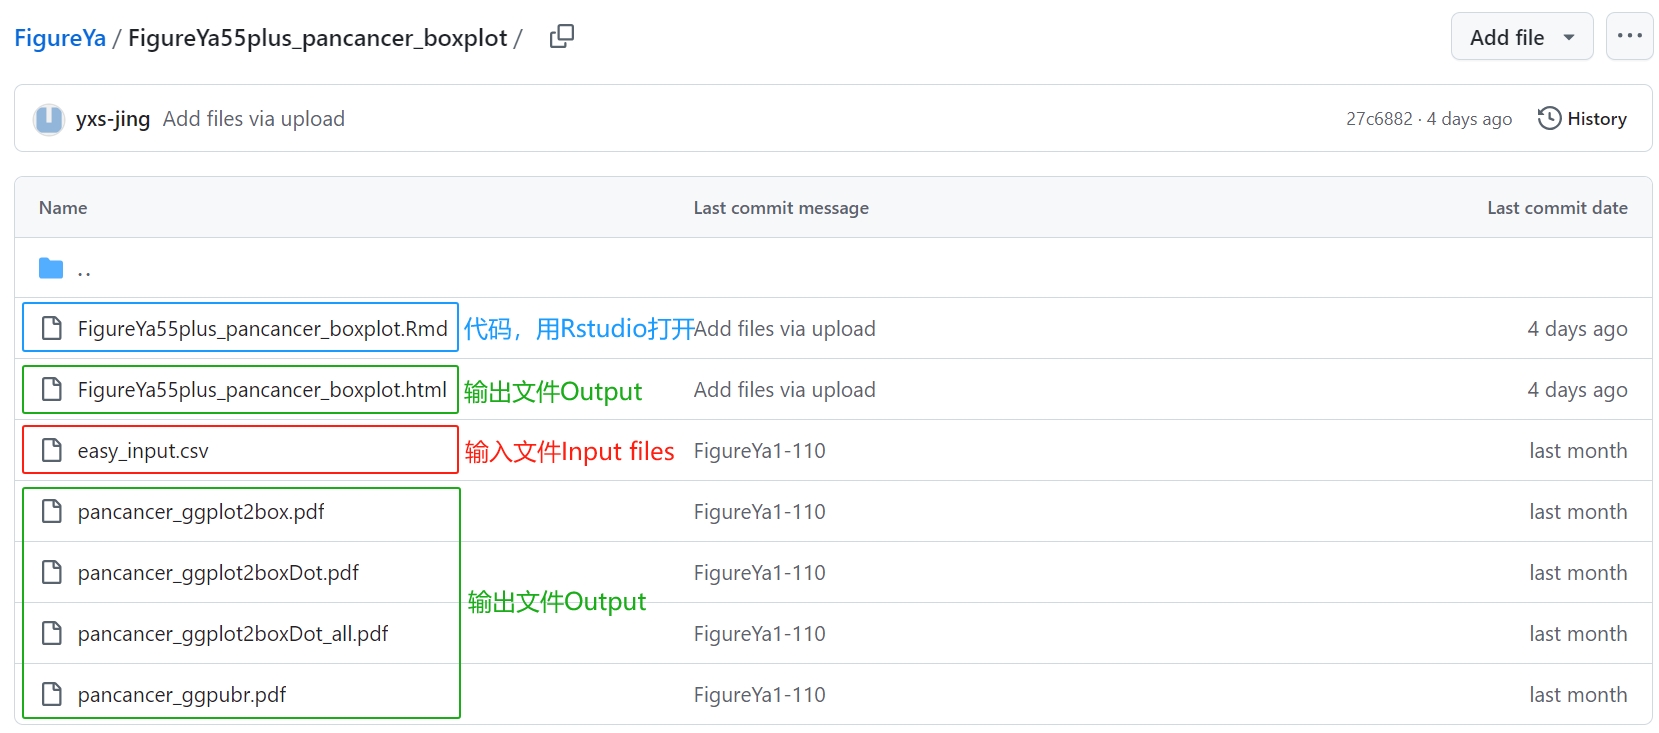 FigureYa / FigureYa55plus_pancancer_boxplot /
Add file
yxs-jing Add files via upload 27c6882 · 4 days ago History
Name Last commit message Last commit date
..
FigureYa55plus_pancancer_boxplot.Rmd 代码，用Rstudio打开 Add files via upload 4 days ago
FigureYa55plus_pancancer_boxplot.html 输出文件Output Add files via upload 4 days ago
easy_input.csv 输入文件Input files FigureYa1-110 last month
pancancer_ggplot2box.pdf FigureYa1-110 last month
pancancer_ggplot2boxDot.pdf FigureYa1-110 last month
输出文件Output
pancancer_ggplot2boxDot_all.pdf FigureYa1-110 last month
pancancer_ggpubr.pdf FigureYa1-110 last month